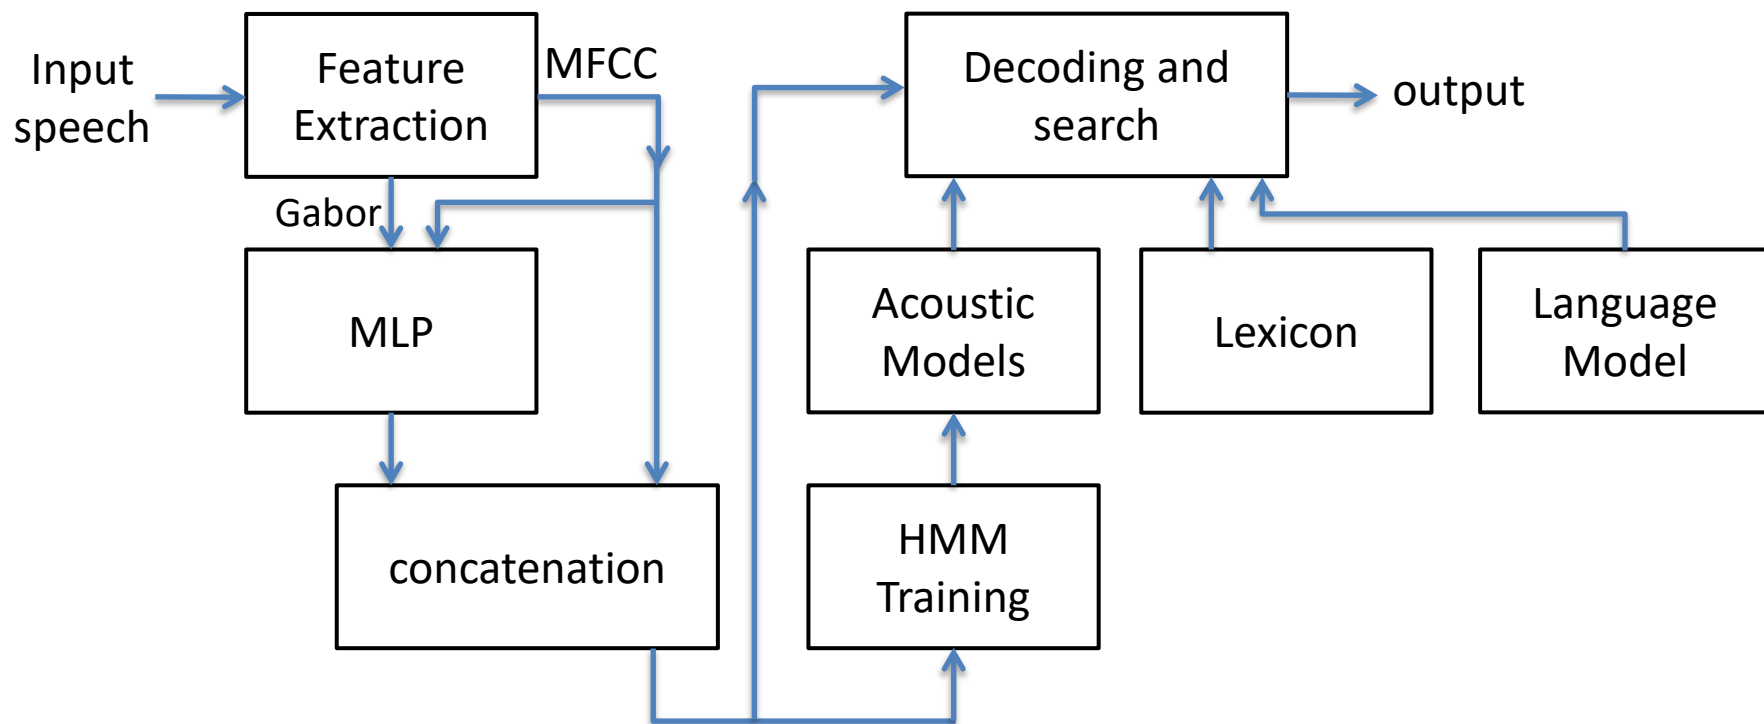 Input
speech
Feature
Extraction
MFCC
Decoding and
search
output
Gabor
MLP
Acoustic
Models
Lexicon
Language
Model
concatenation
HMM
Training